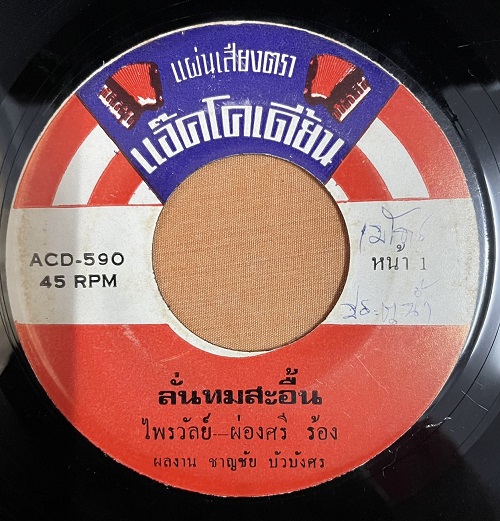 แผ่นเสียงตรา
แอ๊คโคเดี้ยน
ACD-590
45 RPM
หน้า 1
ลั่นทมสะอื้น
ไพรวัลย์-ผ่องศรี ร้อง
ผลงาน ชาญชัย บัวบังศร